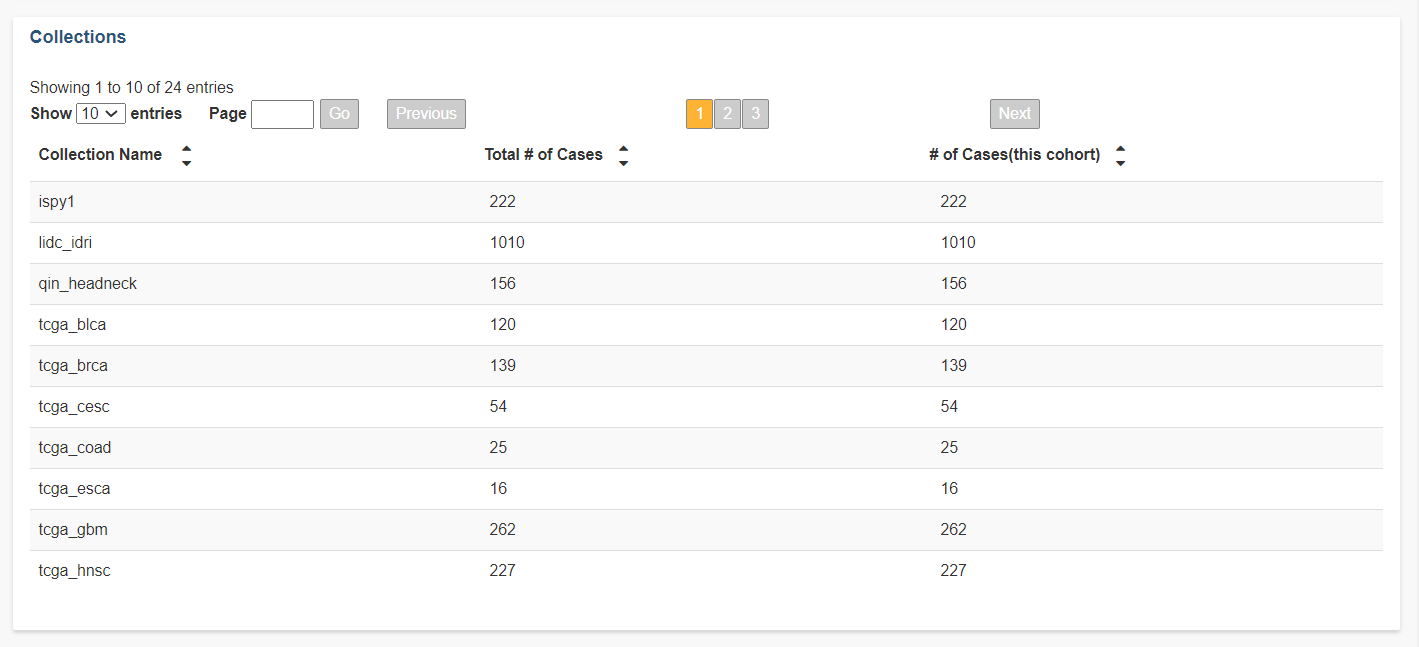 Collections
Showing 1 to 10 of 24 entries
Show 10 entries Page Go Previous 1 2 3 Next
Collection Name Total # of Cases # of Cases(this cohort)
ispy1 222 222
lidc_idri 1010 1010
qin_headneck 156 156
tcga_blca 120 120
tcga_brca 139 139
tcga_cesc 54 54
tcga_coad 25 25
tcga_esca 16 16
tcga_gbm 262 262
tcga_hnsc 227 227